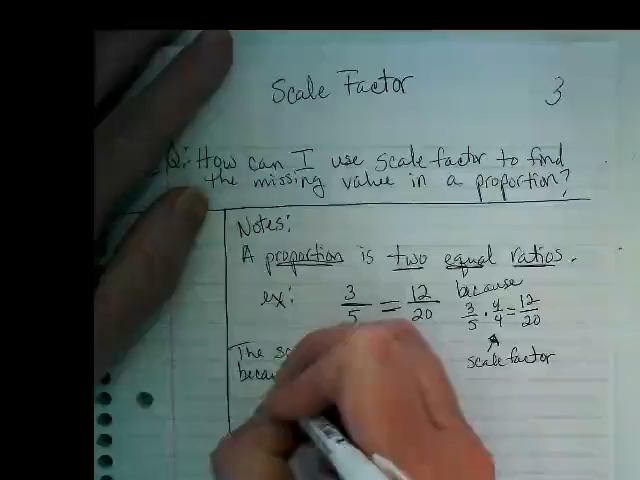 Scale Factor 3
Q: How can I use scale factor to find
the missing value in a proportion?
Notes:
A proportion is two equal ratios.
ex: 3/5 = 12/20 because
3/5 · 4/4 = 12/20
scale factor
The